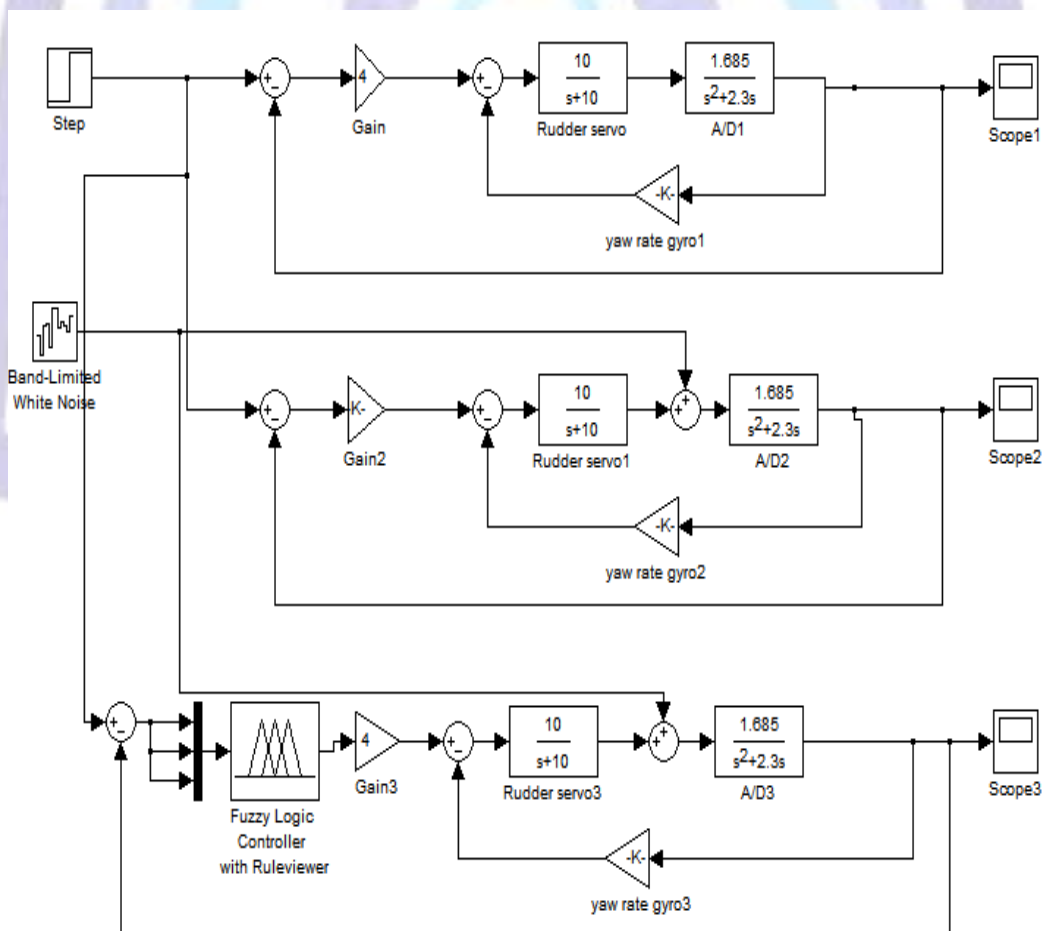 Step
+
-
4
Gain
+
-
10
s+10
Rudder servo
1.685
s²+2.3s
A/D1
Scope1
-K-
yaw rate gyro1
Band-Limited
White Noise
+
-
K-
Gain2
+
-
10
s+10
Rudder servo1
+
+
1.685
s²+2.3s
A/D2
Scope2
-K-
yaw rate gyro2
+
-
Fuzzy Logic
Controller
with Ruleviewer
4
Gain3
+
-
10
s+10
Rudder servo3
+
+
1.685
s²+2.3s
A/D3
Scope3
-K-
yaw rate gyro3